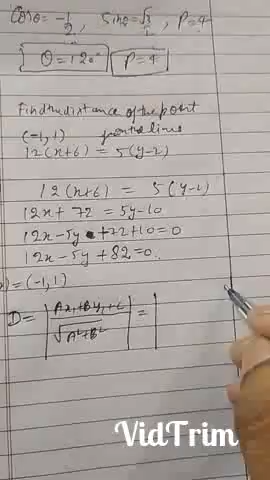 Cosθ = -1/2, Sinθ = √3/2, P = 4
θ = 120° P = 4
Find the distance of the point
(-1, 1) from the line
12(x+6) = 5(y-2)
12(x+6) = 5(y-2)
12x + 72 = 5y-10
12x-5y +72+10=0
12x-5y+82=0.
) = (-1, 1)
D = | Ax₁+By₁+C / √A²+B² | = |
VidTrim